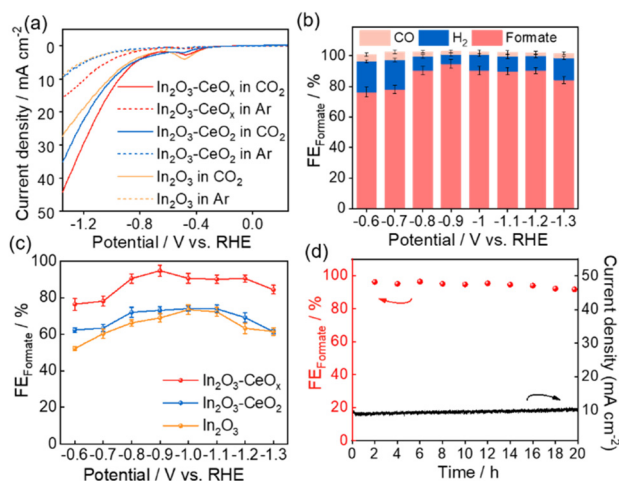 (a)
Current density / mA cm⁻²
0
10
20
30
40
50
In₂O₃-CeOₓ in CO₂
In₂O₃-CeOₓ in Ar
In₂O₃-CeO₂ in CO₂
In₂O₃-CeO₂ in Ar
In₂O₃ in CO₂
In₂O₃ in Ar
-1.2 -0.8 -0.4 0.0
Potential / V vs. RHE
(b)
CO H₂ Formate
FE_Formate / %
100
80
60
40
20
0
-0.6 -0.7 -0.8 -0.9 -1 -1.1 -1.2 -1.3
Potential / V vs. RHE
(c)
FE_Formate / %
100
80
60
40
20
0
In₂O₃-CeOₓ
In₂O₃-CeO₂
In₂O₃
-0.6 -0.7 -0.8 -0.9 -1.0 -1.1 -1.2 -1.3
Potential / V vs. RHE
(d)
FE_Formate / %
100
80
60
40
20
0
50
40
30
20
10
0
Current density (mA cm⁻²)
0 2 4 6 8 10 12 14 16 18 20
Time / h